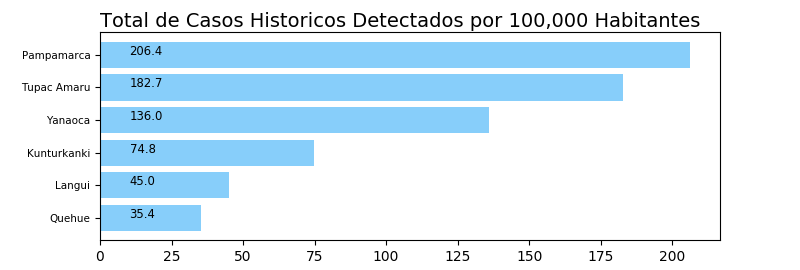 Total de Casos Historicos Detectados por 100,000 Habitantes
Pampamarca 206.4
Tupac Amaru 182.7
Yanaoca 136.0
Kunturkanki 74.8
Langui 45.0
Quehue 35.4
0 25 50 75 100 125 150 175 200